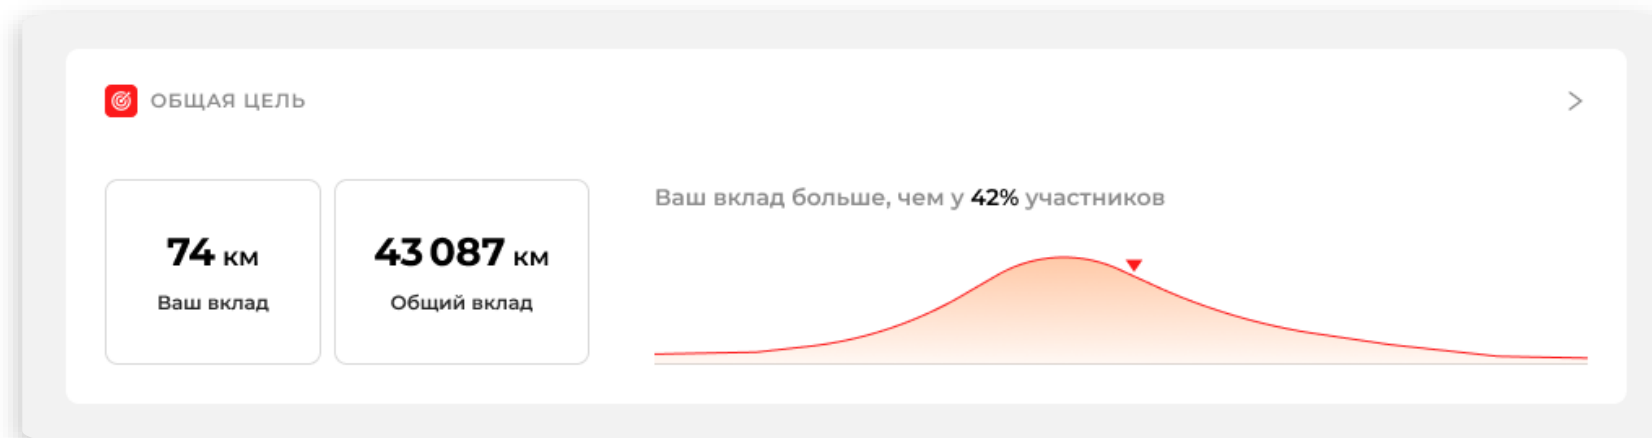 ОБЩАЯ ЦЕЛЬ
74 км
Ваш вклад
43 087 км
Общий вклад
Ваш вклад больше, чем у 42% участников